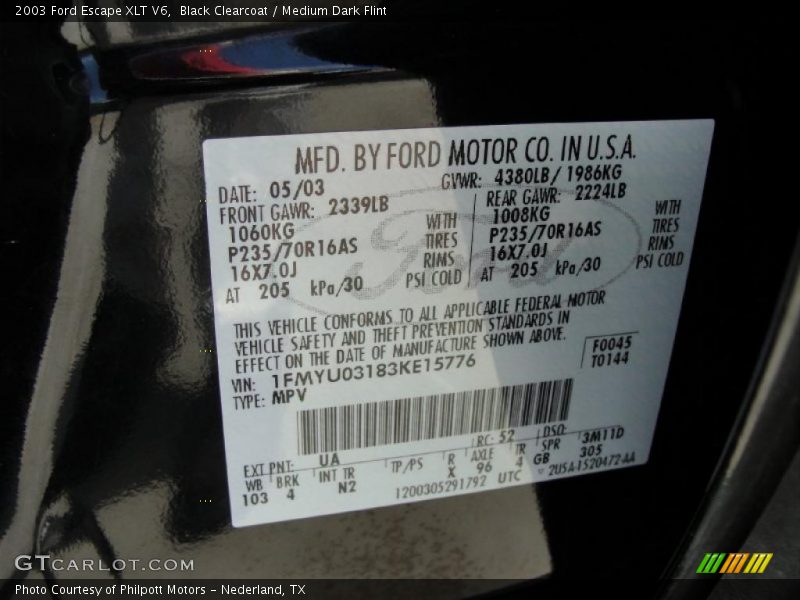 2003 Ford Escape XLT V6, Black Clearcoat / Medium Dark Flint
MFD. BY FORD MOTOR CO. IN U.S.A.
DATE: 05/03 GVWR: 4380LB/ 1986KG
FRONT GAWR: 2339LB REAR GAWR: 2224LB
1060KG WITH 1008KG WITH
P235/70R16AS TIRES P235/70R16AS TIRES
16X7.0J RIMS 16X7.0J RIMS
AT 205 kPa/30 PSI COLD AT 205 kPa/30 PSI COLD
Ford
THIS VEHICLE CONFORMS TO ALL APPLICABLE FEDERAL MOTOR
VEHICLE SAFETY AND THEFT PREVENTION STANDARDS IN
EFFECT ON THE DATE OF MANUFACTURE SHOWN ABOVE.
F0045
T0144
VIN: 1FMYU03183KE15776
TYPE: MPV
EXT PNT: UA RC: 52 DSO: 3M11D
WB BRK INT TR TP/PS R AXLE TR SPR
103 4 N2 X 96 4 GB 305
1200305291792 UTC 2U5A-1520472-AA
GTCARLOT.COM
Photo Courtesy of Philpott Motors - Nederland, TX